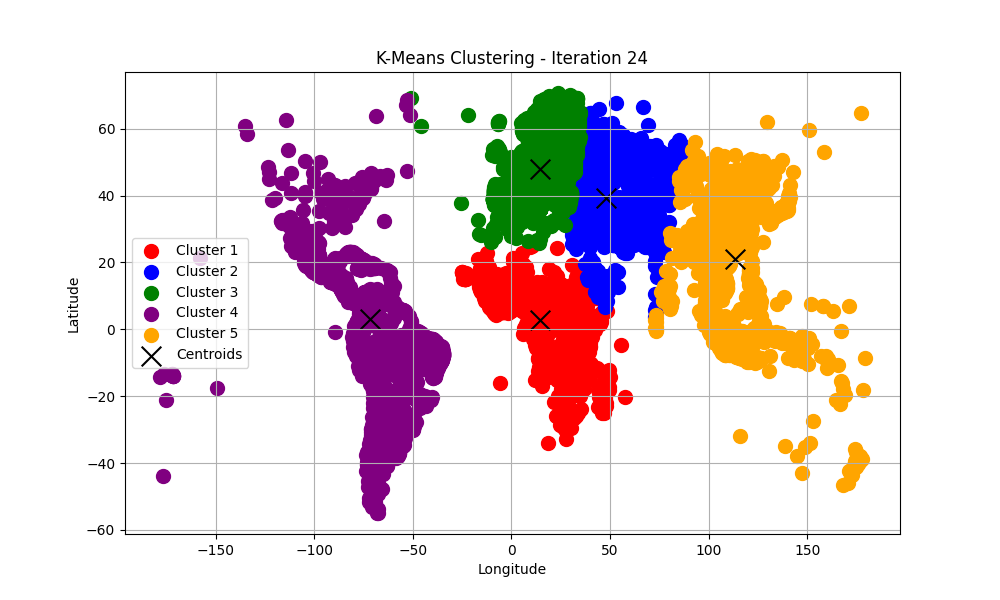 K-Means Clustering - Iteration 24
Latitude
60
40
20
0
−20
−40
−60
Cluster 1
Cluster 2
Cluster 3
Cluster 4
Cluster 5
Centroids
−150 −100 −50 0 50 100 150
Longitude